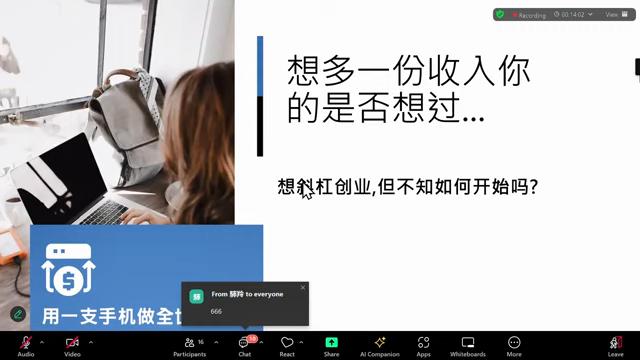 Recording
00:14:02
View
想多一份收入你
的是否想过...
想斜杠创业,但不知如何开始吗?
用一支手机做全
From 肺羚 to everyone
666
Audio
Video
16
Participants
Chat
React
Share
AI Companion
Apps
Whiteboards
More
Leave